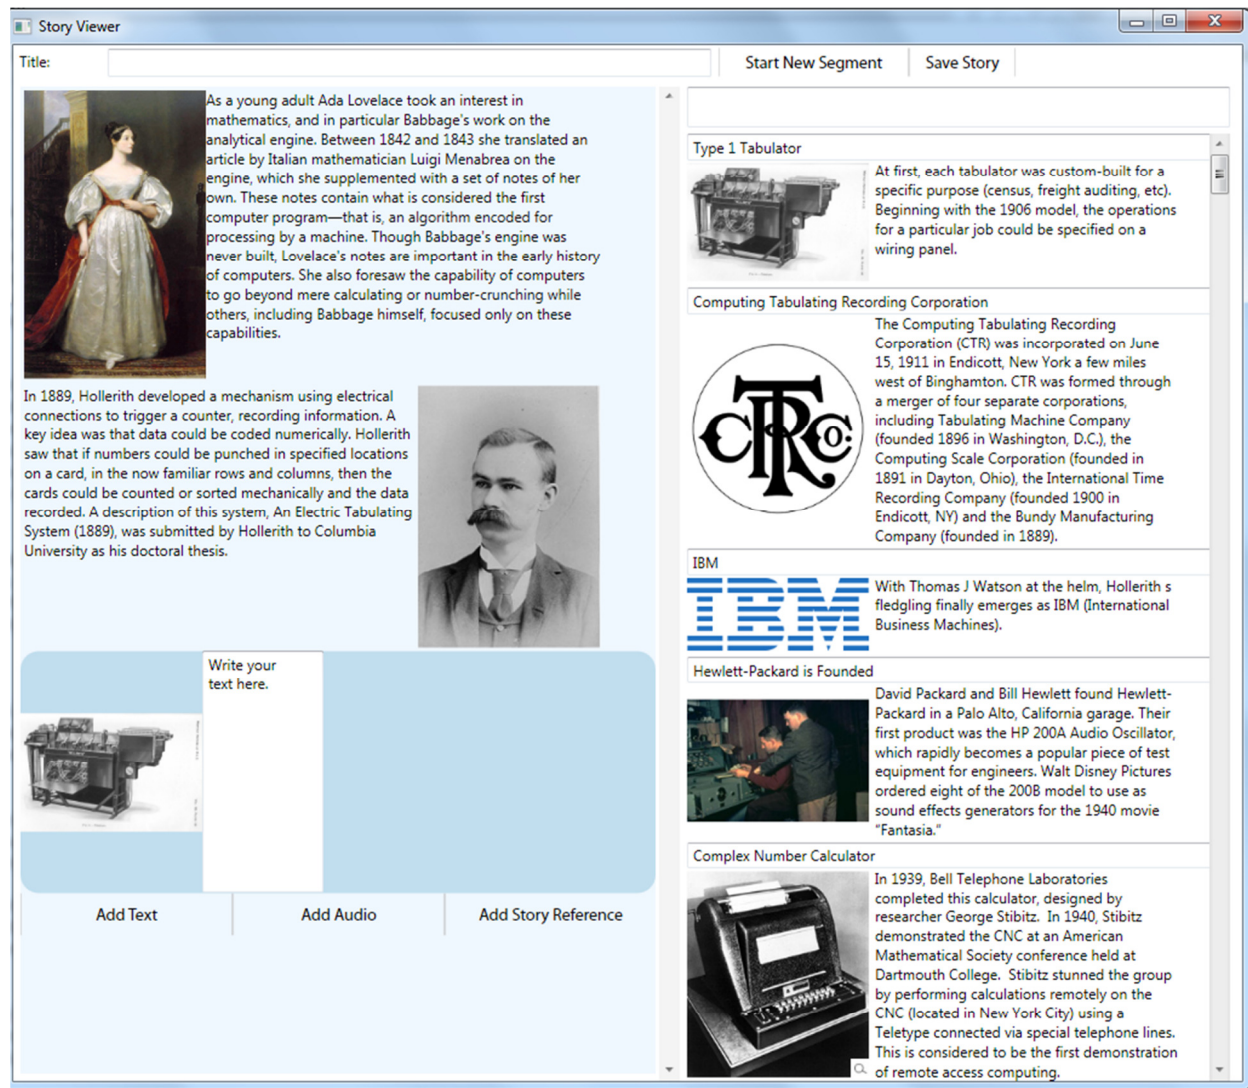 Story Viewer
Title:
Start New Segment
Save Story
As a young adult Ada Lovelace took an interest in
mathematics, and in particular Babbage's work on the
analytical engine. Between 1842 and 1843 she translated an
article by Italian mathematician Luigi Menabrea on the
engine, which she supplemented with a set of notes of her
own. These notes contain what is considered the first
computer program—that is, an algorithm encoded for
processing by a machine. Though Babbage's engine was
never built, Lovelace's notes are important in the early history
of computers. She also foresaw the capability of computers
to go beyond mere calculating or number-crunching while
others, including Babbage himself, focused only on these
capabilities.
In 1889, Hollerith developed a mechanism using electrical
connections to trigger a counter, recording information. A
key idea was that data could be coded numerically. Hollerith
saw that if numbers could be punched in specified locations
on a card, in the now familiar rows and columns, then the
cards could be counted or sorted mechanically and the data
recorded. A description of this system, An Electric Tabulating
System (1889), was submitted by Hollerith to Columbia
University as his doctoral thesis.
Write your
text here.
Add Text
Add Audio
Add Story Reference
Type 1 Tabulator
At first, each tabulator was custom-built for a
specific purpose (census, freight auditing, etc).
Beginning with the 1906 model, the operations
for a particular job could be specified on a
wiring panel.
Computing Tabulating Recording Corporation
CTR Co:
The Computing Tabulating Recording
Corporation (CTR) was incorporated on June
15, 1911 in Endicott, New York a few miles
west of Binghamton. CTR was formed through
a merger of four separate corporations,
including Tabulating Machine Company
(founded 1896 in Washington, D.C.), the
Computing Scale Corporation (founded in
1891 in Dayton, Ohio), the International Time
Recording Company (founded 1900 in
Endicott, NY) and the Bundy Manufacturing
Company (founded in 1889).
IBM
IBM
With Thomas J Watson at the helm, Hollerith s
fledgling finally emerges as IBM (International
Business Machines).
Hewlett-Packard is Founded
David Packard and Bill Hewlett found Hewlett-
Packard in a Palo Alto, California garage. Their
first product was the HP 200A Audio Oscillator,
which rapidly becomes a popular piece of test
equipment for engineers. Walt Disney Pictures
ordered eight of the 200B model to use as
sound effects generators for the 1940 movie
“Fantasia.”
Complex Number Calculator
In 1939, Bell Telephone Laboratories
completed this calculator, designed by
researcher George Stibitz.  In 1940, Stibitz
demonstrated the CNC at an American
Mathematical Society conference held at
Dartmouth College.  Stibitz stunned the group
by performing calculations remotely on the
CNC (located in New York City) using a
Teletype connected via special telephone lines.
This is considered to be the first demonstration
of remote access computing.